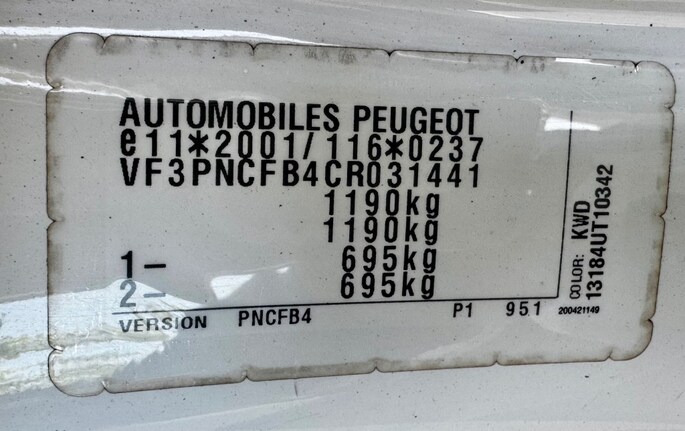 AUTOMOBILES PEUGEOT
e11*2001/116*0237
VF3PNCFB4CR031441
1190kg
1190kg
1- 695kg
2- 695kg
VERSION PNCFB4 P1 951
COLOR: KWD
13184UT10342
200421149